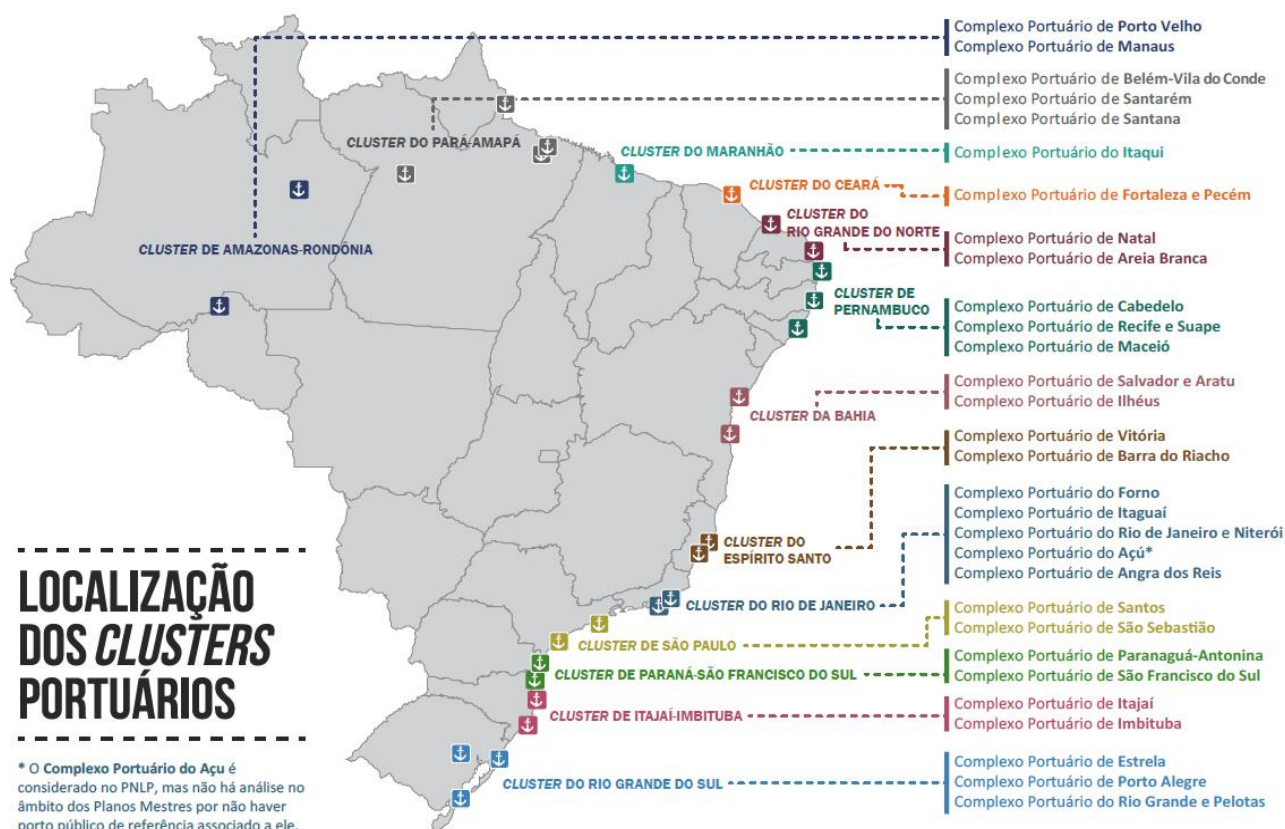 Complexo Portuário de Porto Velho
Complexo Portuário de Manaus
Complexo Portuário de Belém-Vila do Conde
Complexo Portuário de Santarém
Complexo Portuário de Santana
CLUSTER DO PARÁ-AMAPÁ
CLUSTER DO MARANHÃO
Complexo Portuário do Itaqui
CLUSTER DO CEARÁ
Complexo Portuário de Fortaleza e Pecém
CLUSTER DO
RIO GRANDE DO NORTE
Complexo Portuário de Natal
Complexo Portuário de Areia Branca
CLUSTER DE AMAZONAS-RONDÔNIA
CLUSTER DE
PERNAMBUCO
Complexo Portuário de Cabedelo
Complexo Portuário de Recife e Suape
Complexo Portuário de Maceió
CLUSTER DA BAHIA
Complexo Portuário de Salvador e Aratu
Complexo Portuário de Ilhéus
Complexo Portuário de Vitória
Complexo Portuário de Barra do Riacho
CLUSTER DO
ESPÍRITO SANTO
Complexo Portuário do Forno
Complexo Portuário de Itaguaí
Complexo Portuário do Rio de Janeiro e Niterói
Complexo Portuário do Açú*
Complexo Portuário de Angra dos Reis
CLUSTER DO RIO DE JANEIRO
CLUSTER DE SÃO PAULO
Complexo Portuário de Santos
Complexo Portuário de São Sebastião
CLUSTER DE PARANÁ-SÃO FRANCISCO DO SUL
Complexo Portuário de Paranaguá-Antonina
Complexo Portuário de São Francisco do Sul
CLUSTER DE ITAJAÍ-IMBITUBA
Complexo Portuário de Itajaí
Complexo Portuário de Imbituba
CLUSTER DO RIO GRANDE DO SUL
Complexo Portuário de Estrela
Complexo Portuário de Porto Alegre
Complexo Portuário do Rio Grande e Pelotas
LOCALIZAÇÃO
DOS CLUSTERS
PORTUÁRIOS
* O Complexo Portuário do Açu é
considerado no PNLP, mas não há análise no
âmbito dos Planos Mestres por não haver
porto público de referência associado a ele.